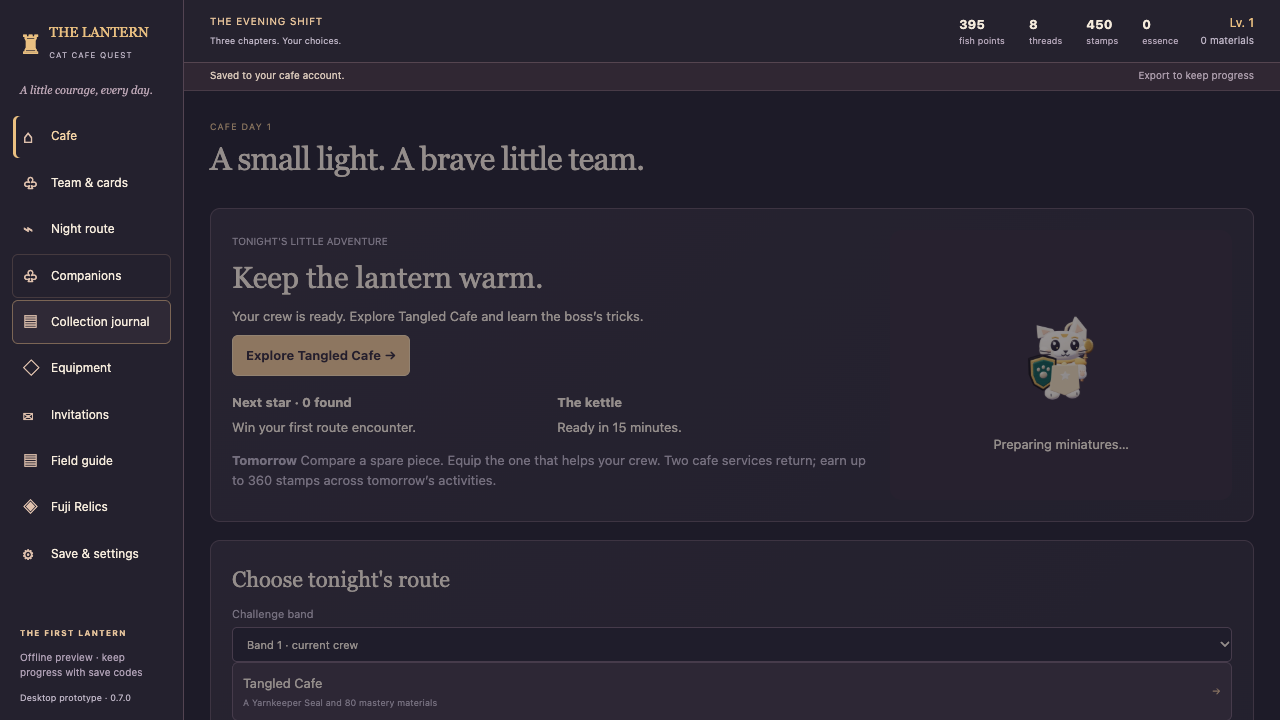 THE LANTERN
CAT CAFE QUEST
A little courage, every day.
Cafe
Team & cards
Night route
Companions
Collection journal
Equipment
Invitations
Field guide
Fuji Relics
Save & settings
THE FIRST LANTERN
Offline preview · keep
progress with save codes
Desktop prototype · 0.7.0
THE EVENING SHIFT
Three chapters. Your choices.
395
fish points
8
threads
450
stamps
0
essence
Lv. 1
0 materials
Saved to your cafe account.
Export to keep progress
CAFE DAY 1
A small light. A brave little team.
TONIGHT'S LITTLE ADVENTURE
Keep the lantern warm.
Your crew is ready. Explore Tangled Cafe and learn the boss's tricks.
Explore Tangled Cafe →
Next star · 0 found
Win your first route encounter.
The kettle
Ready in 15 minutes.
Tomorrow Compare a spare piece. Equip the one that helps your crew. Two cafe services return; earn up
to 360 stamps across tomorrow's activities.
Preparing miniatures…
Choose tonight's route
Challenge band
Band 1 · current crew
Tangled Cafe
A Yarnkeeper Seal and 80 mastery materials
→